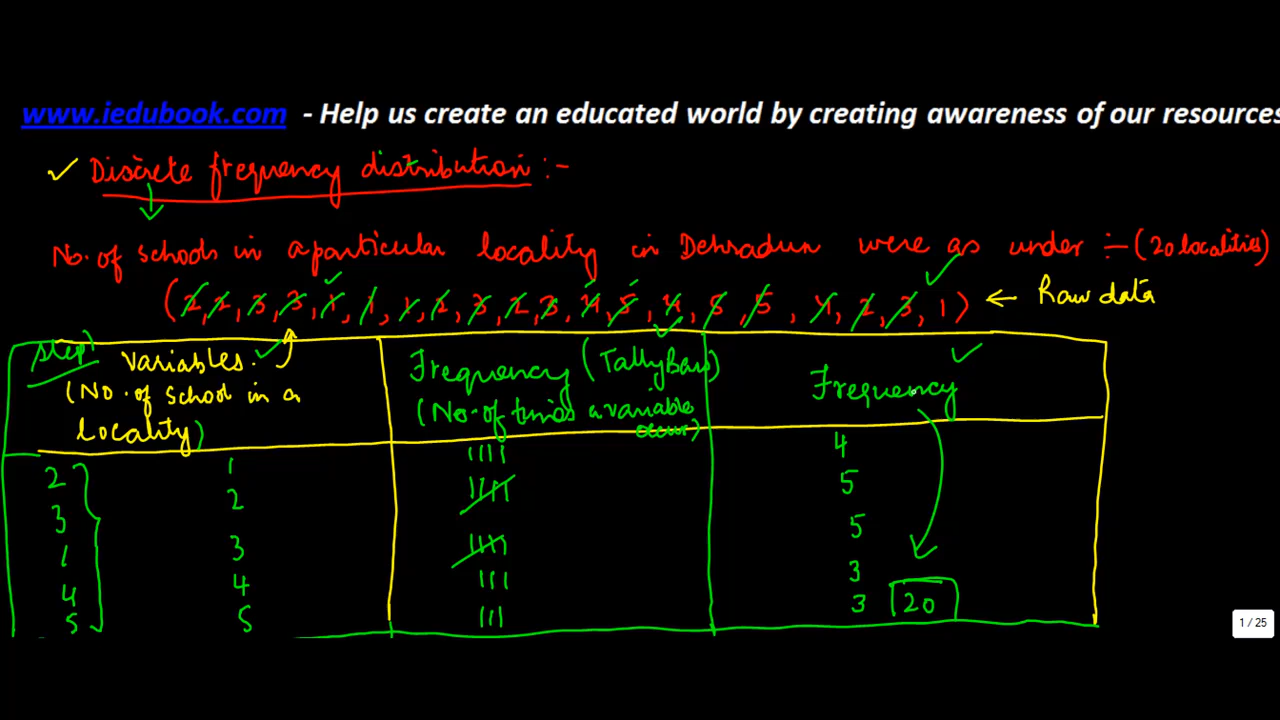 www.iedubook.com - Help us create an educated world by creating awareness of our resources
Discrete frequency distribution :-
No. of schools in a particular locality in Dehradun were as under :- (20 localities)
(2, 2, 3, 3, 1, 1, 1, 2, 3, 2, 3, 4, 5, 4, 5, 5, 4, 2, 3, 1) ← Raw data
Step 1
Variables.
(No. of school in a
locality)
Frequency (Tally Bars)
(No. of times a variable
occur)
Frequency
2
3
1
4
5
1 |||| 4
2 |||| 5
3 |||| 5
4 ||| 3
5 ||| 3 20
1 / 25